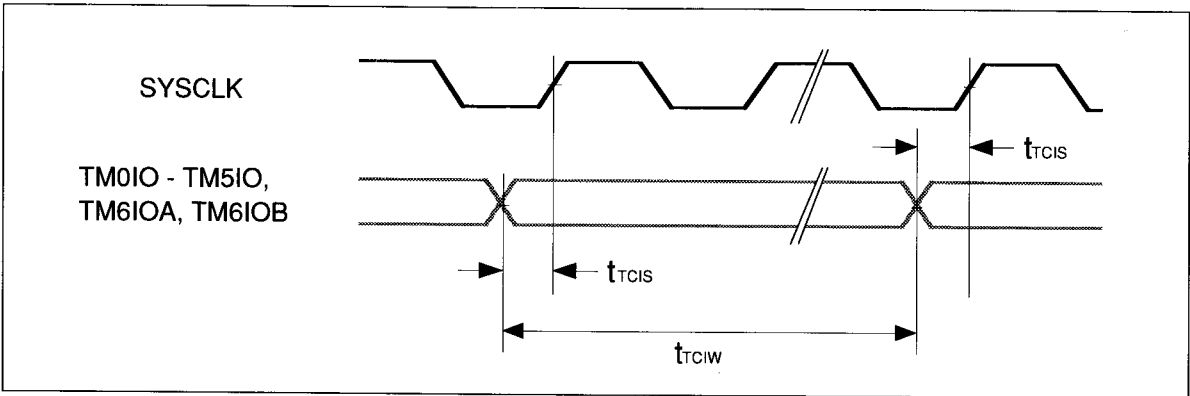 SYSCLK
TM0IO - TM5IO,
TM6IOA, TM6IOB
tTCIS
tTCIS
tTCIW